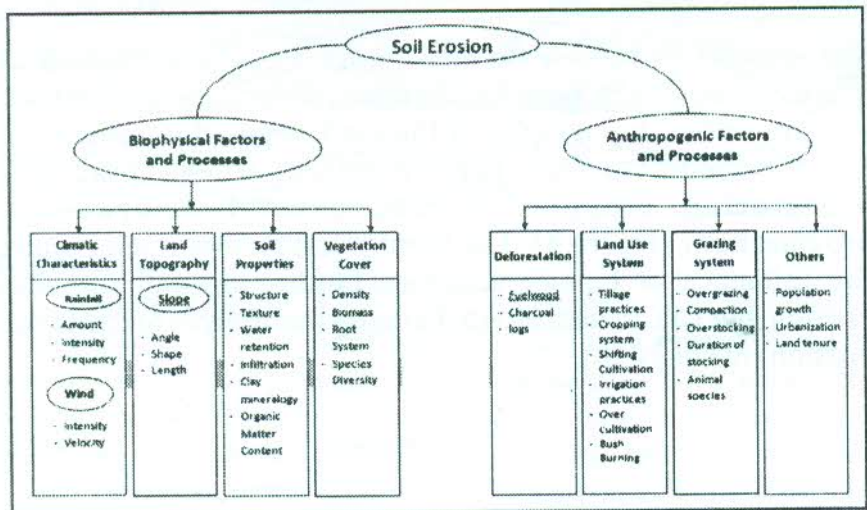 Soil Erosion
Biophysical Factors
and Processes
Anthropogenic Factors
and Processes
Climatic
Characteristics
Rainfall
- Amount
- Intensity
- Frequency
Wind
- Intensity
- Velocity
Land
Topography
Slope
- Angle
- Shape
- Length
Soil
Properties
- Structure
- Texture
- Water
retention
- Infiltration
- Clay
minerology
- Organic
Matter
Content
Vegetation
Cover
- Density
- Biomass
- Root
System
- Species
Diversity
Deforestation
- Fuelwood
- Charcoal
- logs
Land Use
System
- Tillage
practices
- Cropping
system
- Shifting
Cultivation
- Irrigation
practices
- Over
cultivation
- Bush
Burning
Grazing
system
- Overgrazing
- Compaction
- Overstocking
- Duration of
stocking
- Animal
species
Others
- Population
growth
- Urbanization
- Land tenure